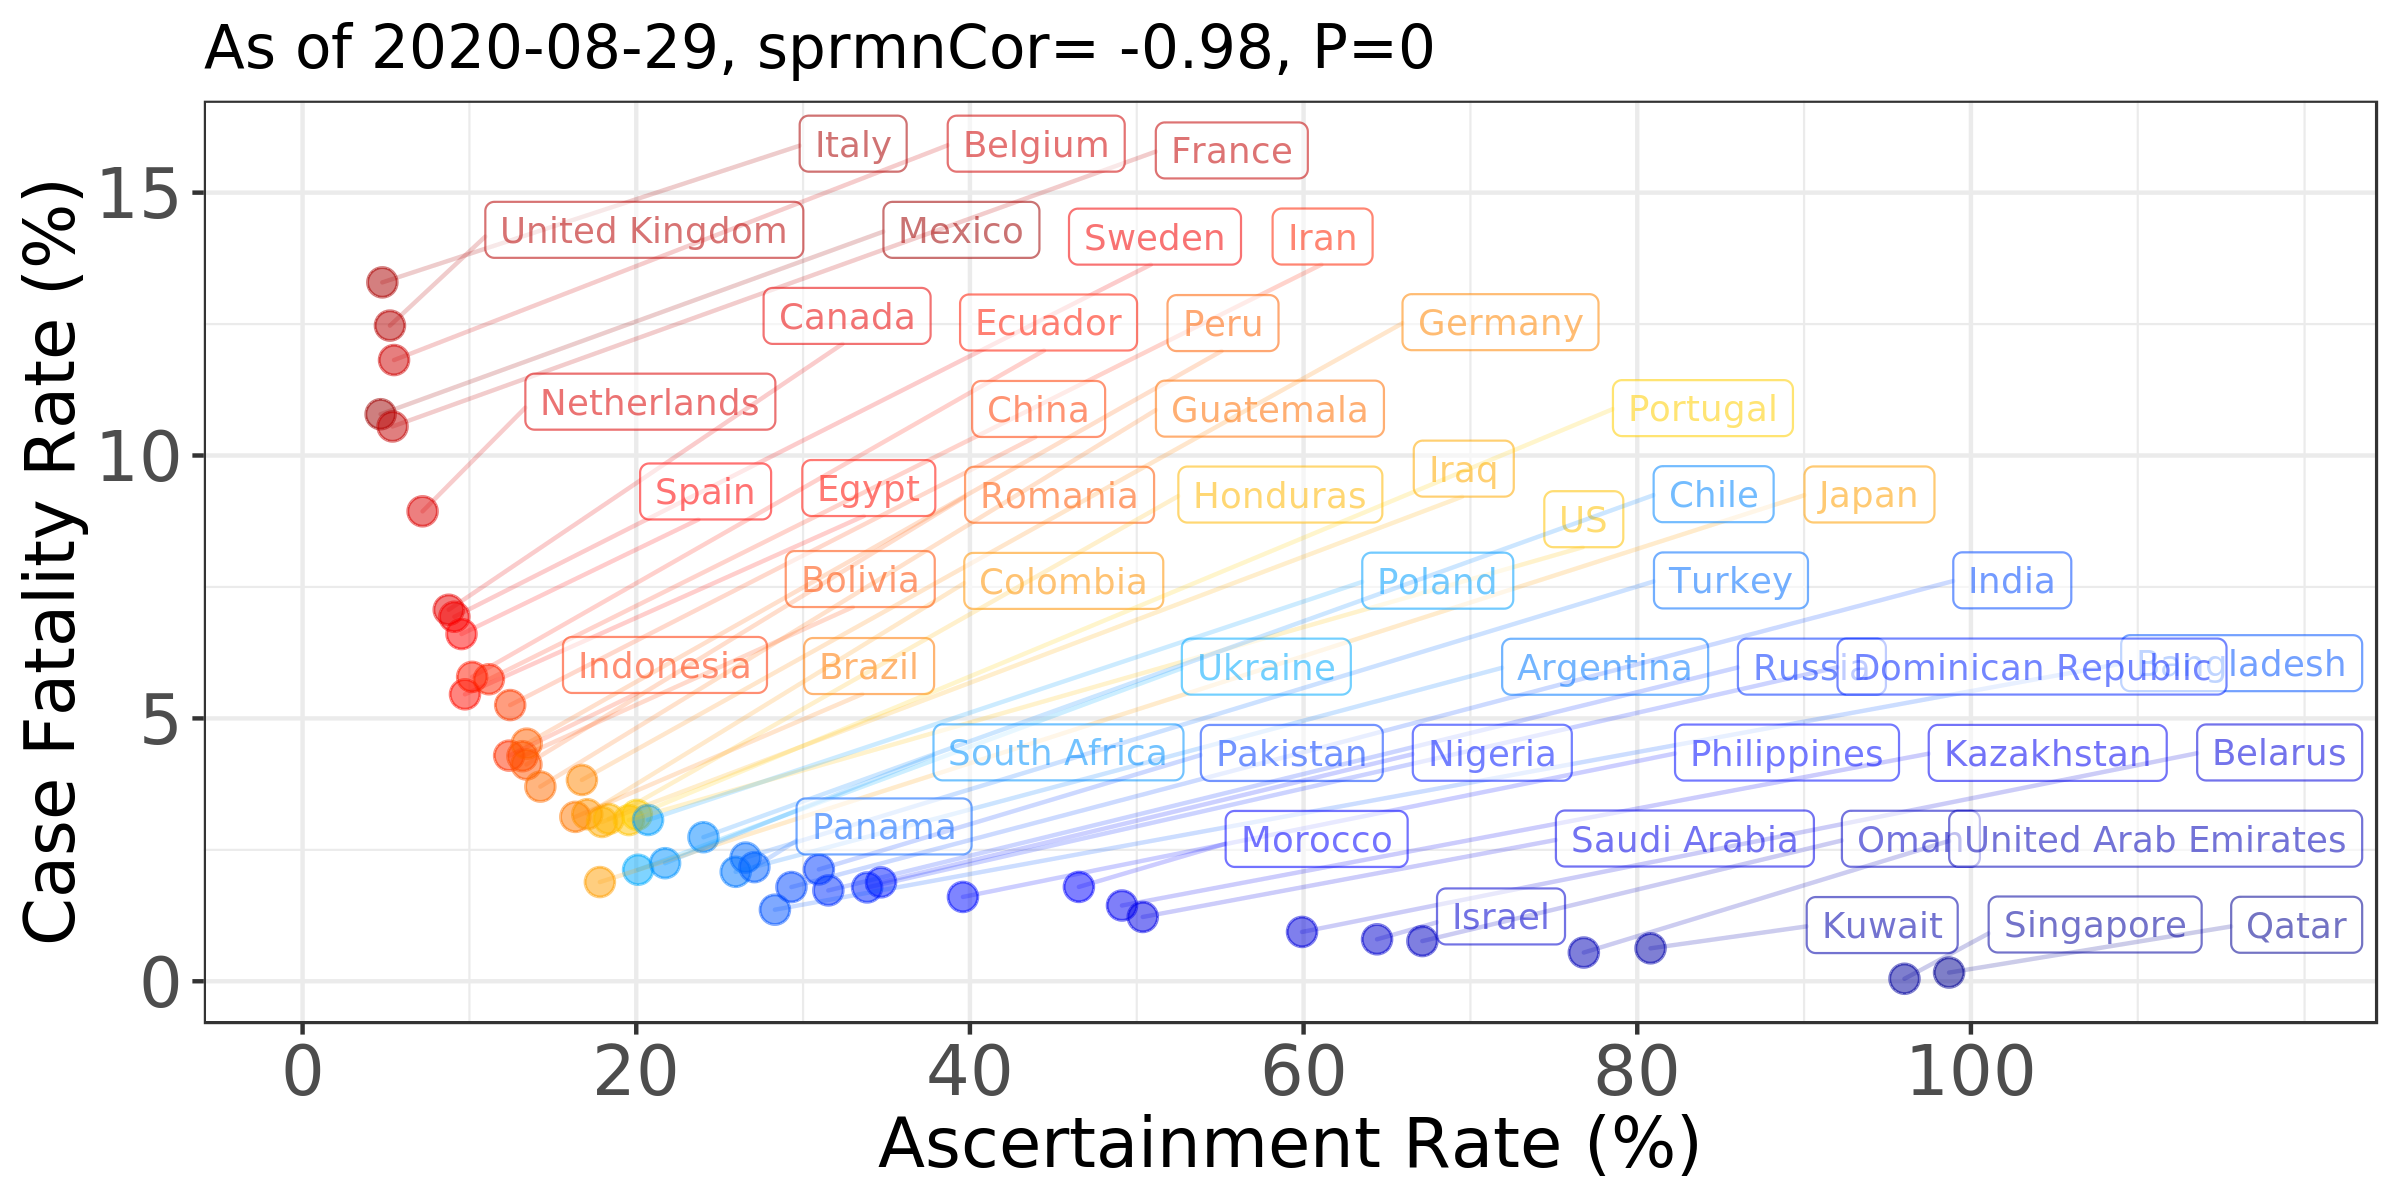 As of 2020-08-29, sprmnCor= -0.98, P=0
Case Fatality Rate (%)
15
10
5
0
Italy
Belgium
France
United Kingdom
Mexico
Sweden
Iran
Canada
Ecuador
Peru
Germany
Netherlands
China
Guatemala
Portugal
Spain
Egypt
Romania
Honduras
Iraq
US
Chile
Japan
Bolivia
Colombia
Poland
Turkey
India
Indonesia
Brazil
Ukraine
Argentina
Russia
Dominican Republic
Bangladesh
South Africa
Pakistan
Nigeria
Philippines
Kazakhstan
Belarus
Panama
Morocco
Saudi Arabia
Oman
United Arab Emirates
Israel
Kuwait
Singapore
Qatar
0
20
40
60
80
100
Ascertainment Rate (%)